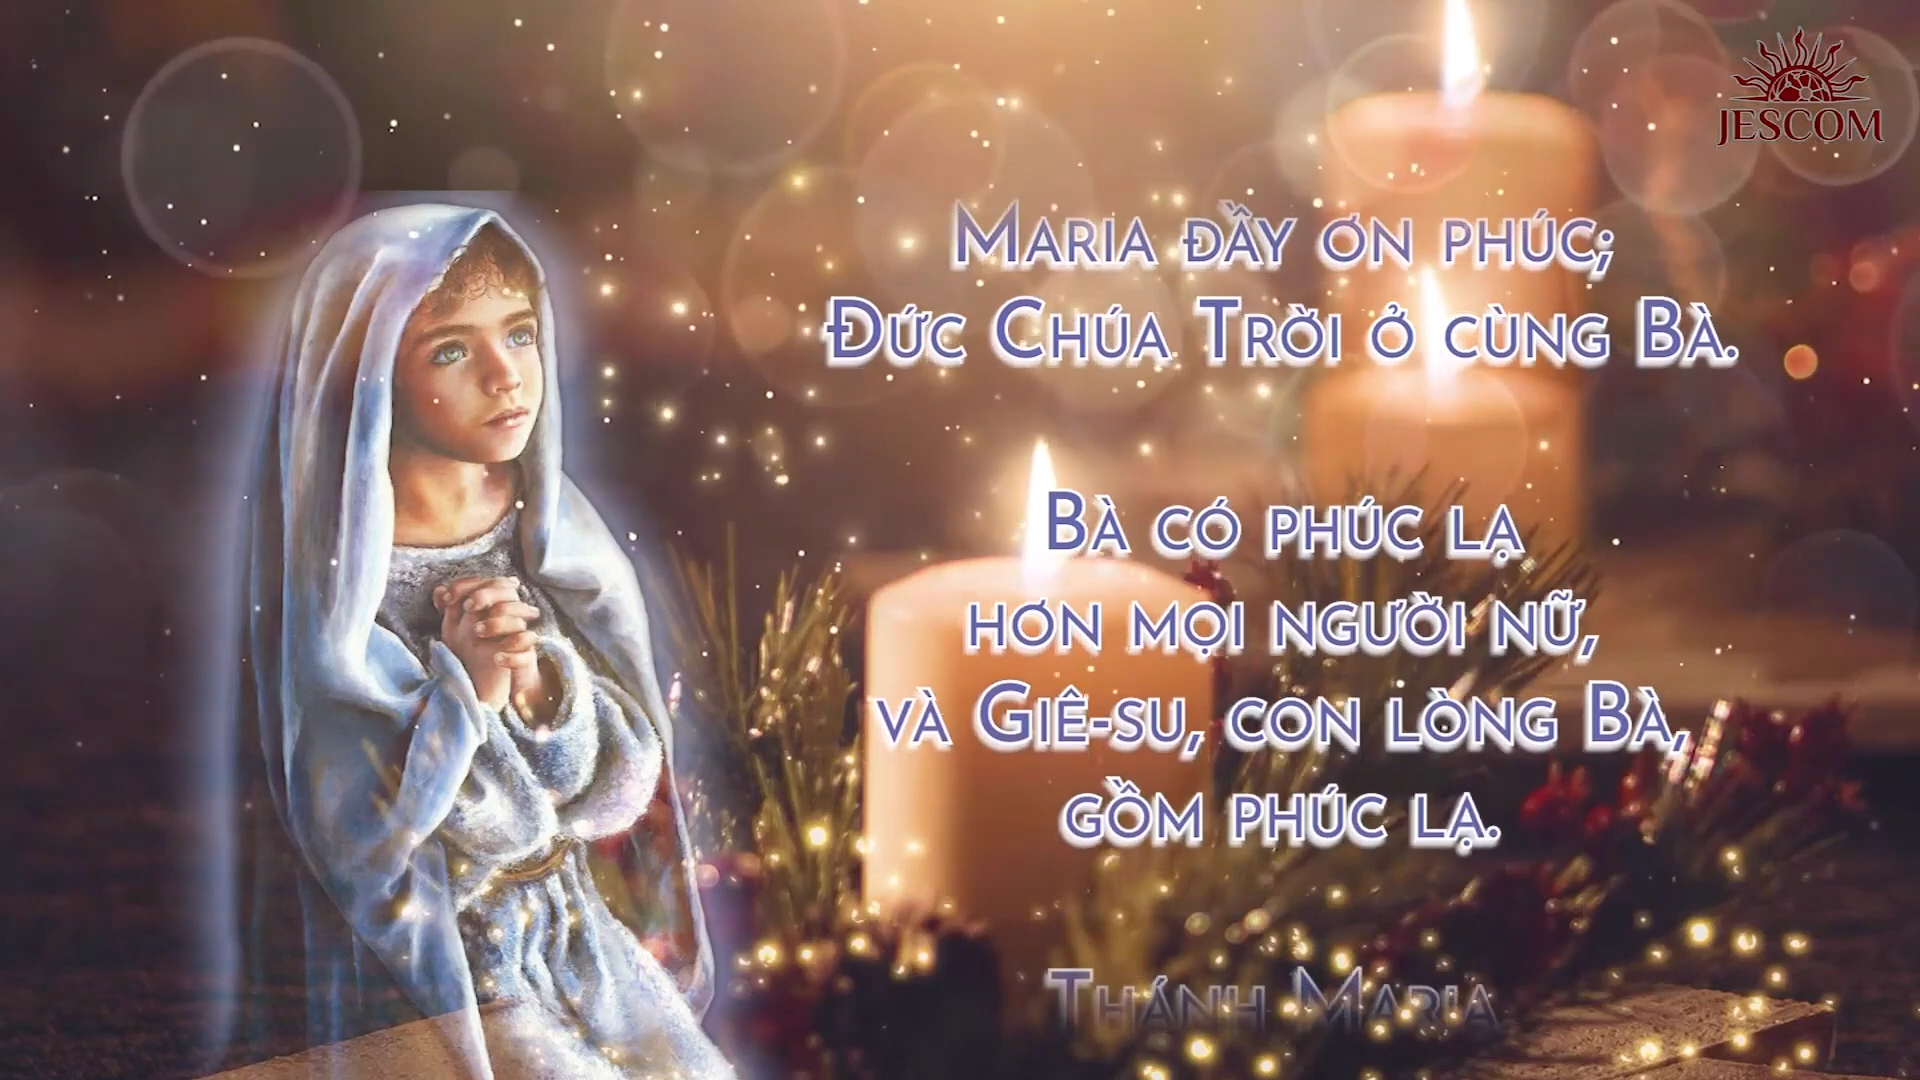 JESCOM
Maria đầy ơn phúc;
Đức Chúa Trời ở cùng Bà.
Bà có phúc lạ
hơn mọi người nữ,
và Giê-su, con lòng Bà,
gồm phúc lạ.
Thánh Maria